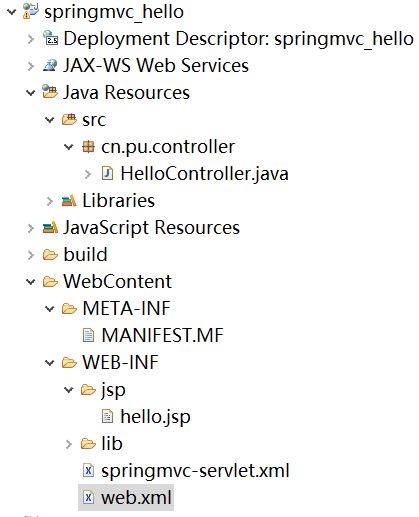 springmvc_hello
Deployment Descriptor: springmvc_hello
JAX-WS Web Services
Java Resources
src
cn.pu.controller
HelloController.java
Libraries
JavaScript Resources
build
WebContent
META-INF
MANIFEST.MF
WEB-INF
jsp
hello.jsp
lib
springmvc-servlet.xml
web.xml